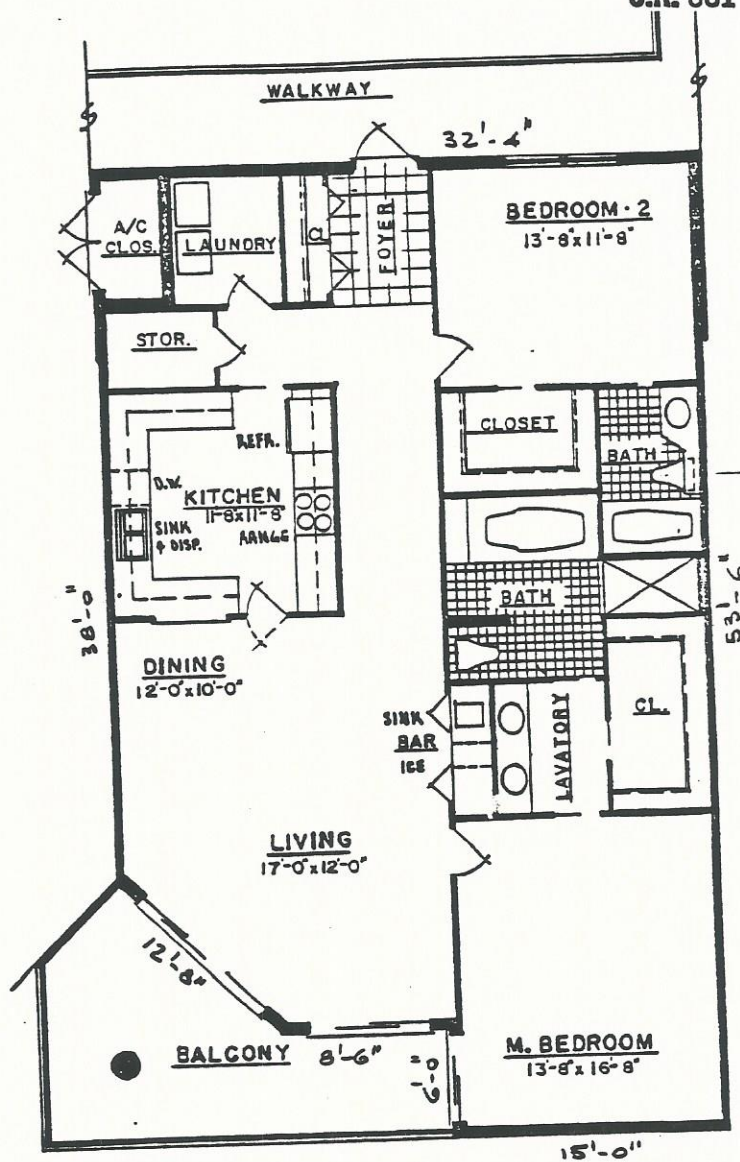 WALKWAY
32'-4"
A/C
CLOS.
LAUNDRY
CL
FOYER
BEDROOM · 2
13'-8"x11'-8"
STOR.
REFR.
CLOSET
BATH
D.W.
KITCHEN
11'-8x11'-8
SINK
& DISP.
RANGE
BATH
38'-0"
53'-6"
DINING
12'-0"x10'-0"
SINK
BAR
ICE
LAVATORY
CL.
LIVING
17'-0"x12'-0"
12'-8"
BALCONY
8'-6"
6'-0"
M. BEDROOM
13'-8"x16'-8"
15'-0"